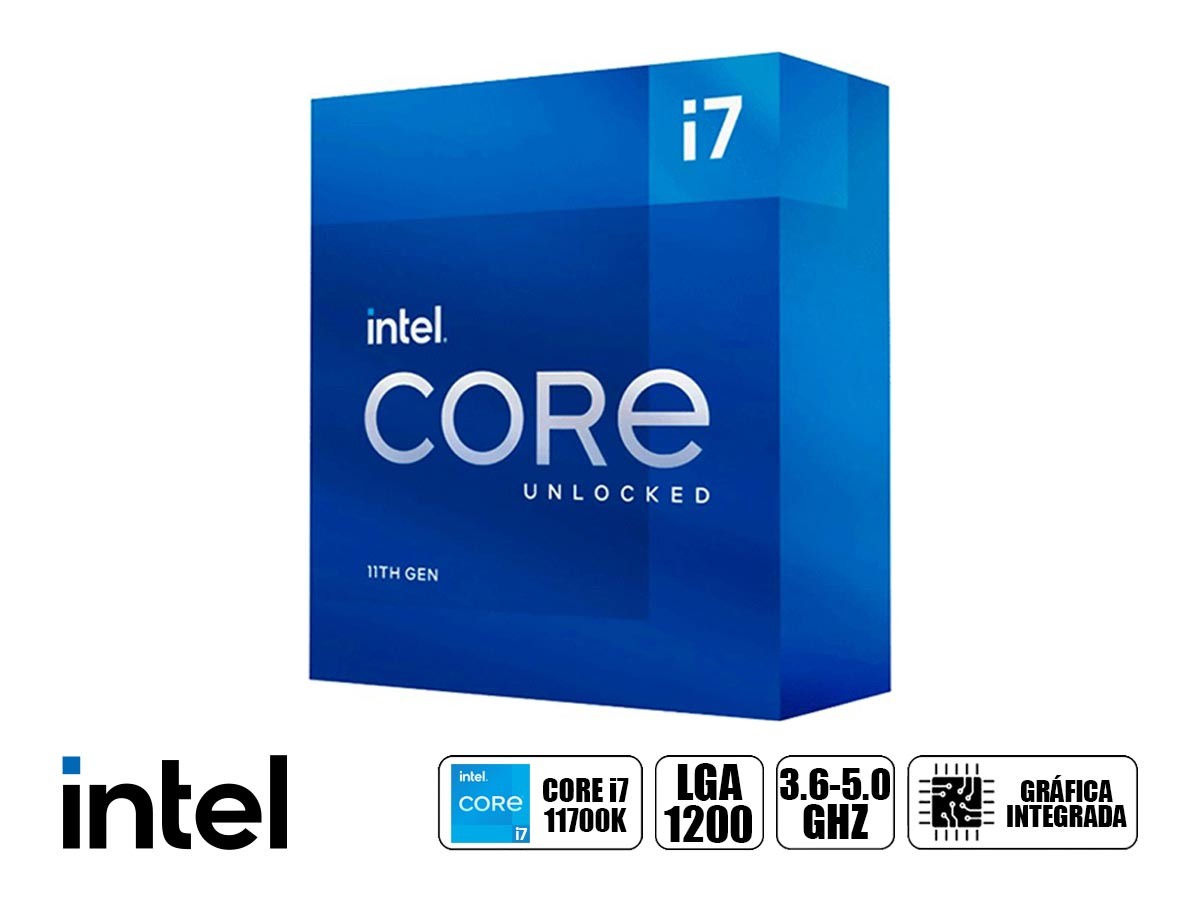 i7
intel.
CORE
UNLOCKED
11TH GEN
intel
intel.
CORE
i7
CORE i7
11700K
LGA
1200
3.6-5.0
GHZ
GRÁFICA
INTEGRADA